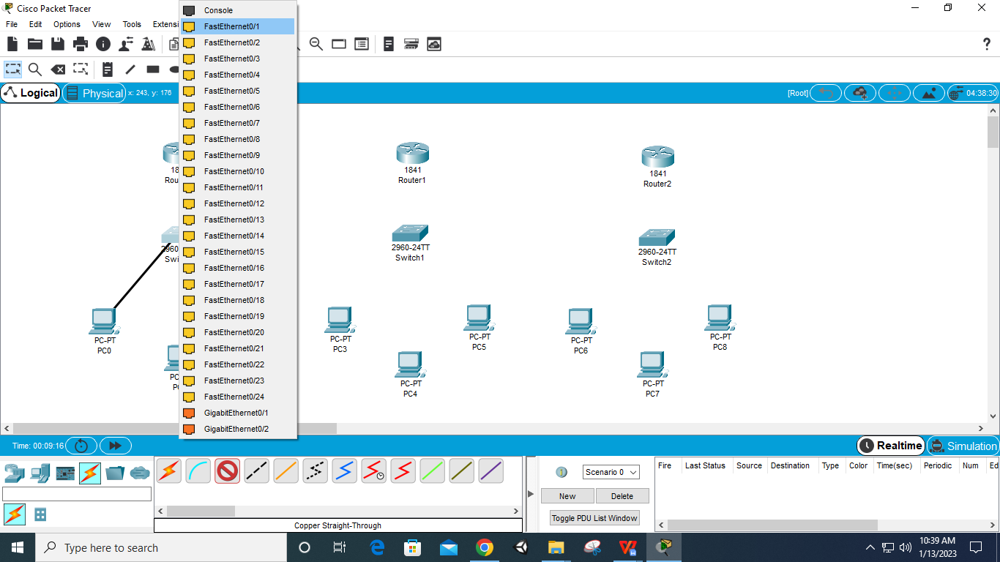 Cisco Packet Tracer
File Edit Options View Tools Extensi
Console
FastEthernet0/1
FastEthernet0/2
FastEthernet0/3
FastEthernet0/4
FastEthernet0/5
FastEthernet0/6
FastEthernet0/7
FastEthernet0/8
FastEthernet0/9
FastEthernet0/10
FastEthernet0/11
FastEthernet0/12
FastEthernet0/13
FastEthernet0/14
FastEthernet0/15
FastEthernet0/16
FastEthernet0/17
FastEthernet0/18
FastEthernet0/19
FastEthernet0/20
FastEthernet0/21
FastEthernet0/22
FastEthernet0/23
FastEthernet0/24
GigabitEthernet0/1
GigabitEthernet0/2
?
Logical Physical x: 243, y: 176 [Root] 04:38:30
18
Rou
1841
Router1
1841
Router2
2960
Swi
2960-24TT
Switch1
2960-24TT
Switch2
PC-PT
PC0
PC
P
PC-PT
PC3
PC-PT
PC4
PC-PT
PC5
PC-PT
PC6
PC-PT
PC7
PC-PT
PC8
Time: 00:09:16 Realtime Simulation
Copper Straight-Through
Scenario 0
New Delete
Toggle PDU List Window
Fire Last Status Source Destination Type Color Time(sec) Periodic Num Edi
Type here to search
10:39 AM
1/13/2023